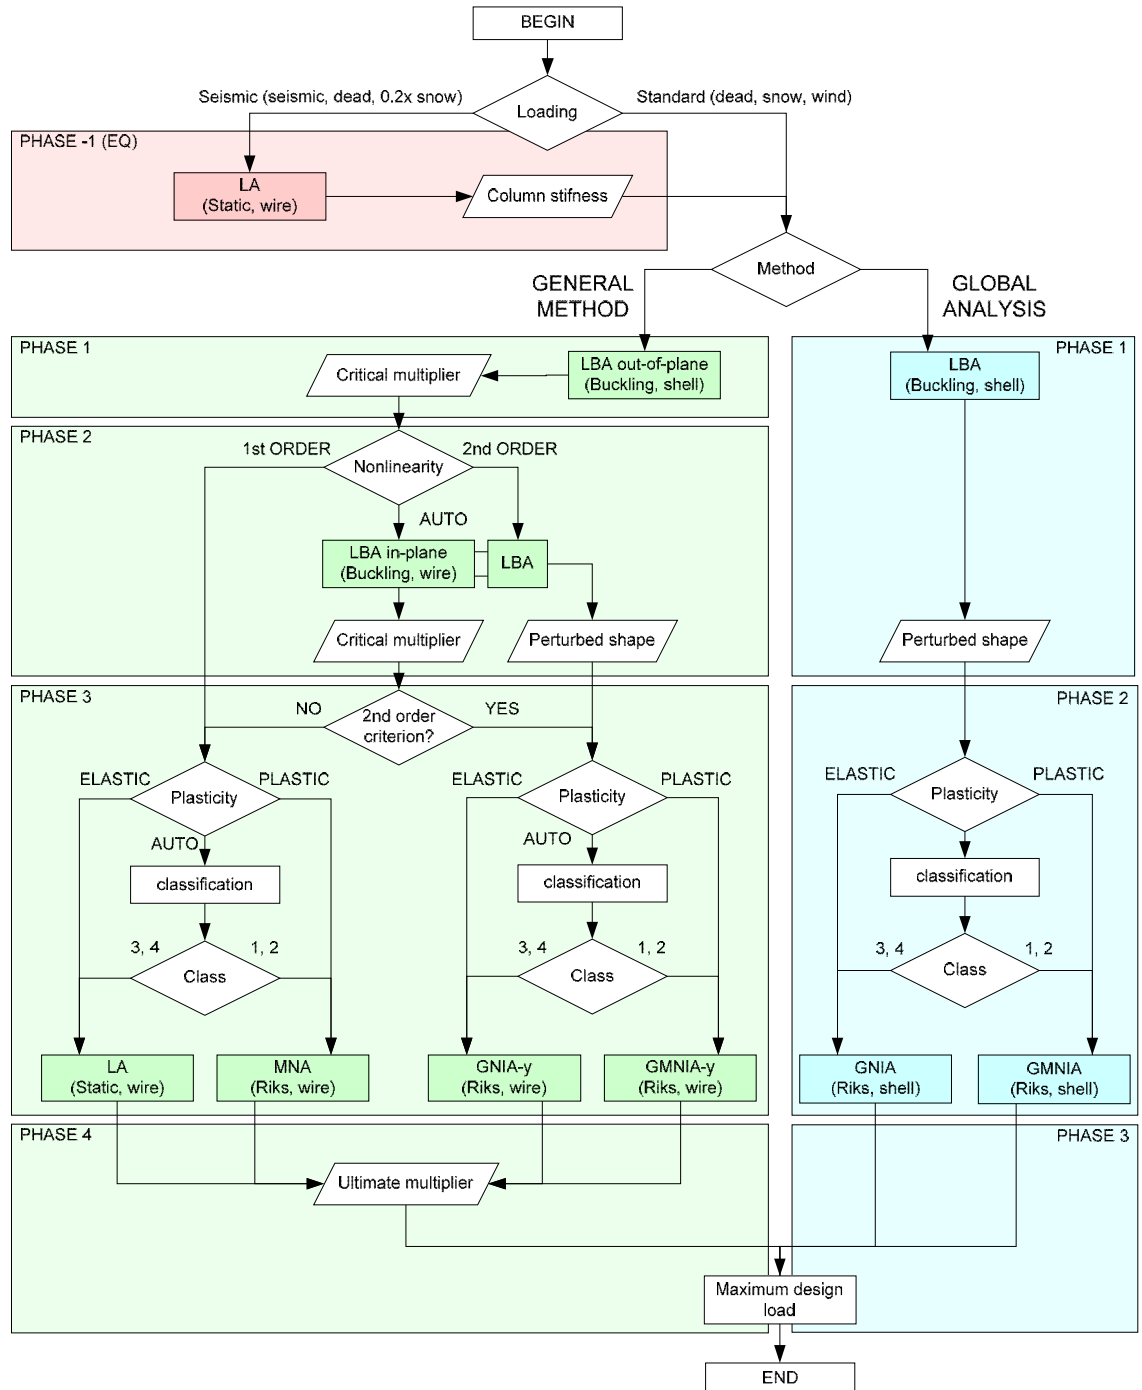 BEGIN
Seismic (seismic, dead, 0.2x snow)
Loading
Standard (dead, snow, wind)
PHASE -1 (EQ)
LA
(Static, wire)
Column stifness
Method
GENERAL
METHOD
GLOBAL
ANALYSIS
PHASE 1
Critical multiplier
LBA out-of-plane
(Buckling, shell)
PHASE 1
LBA
(Buckling, shell)
PHASE 2
1st ORDER
Nonlinearity
2nd ORDER
AUTO
LBA in-plane
(Buckling, wire)
LBA
Critical multiplier
Perturbed shape
Perturbed shape
PHASE 3
NO
2nd order
criterion?
YES
PHASE 2
ELASTIC
Plasticity
PLASTIC
AUTO
classification
3, 4
1, 2
Class
ELASTIC
Plasticity
PLASTIC
AUTO
classification
3, 4
1, 2
Class
ELASTIC
Plasticity
PLASTIC
classification
3, 4
1, 2
Class
LA
(Static, wire)
MNA
(Riks, wire)
GNIA-y
(Riks, wire)
GMNIA-y
(Riks, wire)
GNIA
(Riks, shell)
GMNIA
(Riks, shell)
PHASE 4
Ultimate multiplier
PHASE 3
Maximum design
load
END